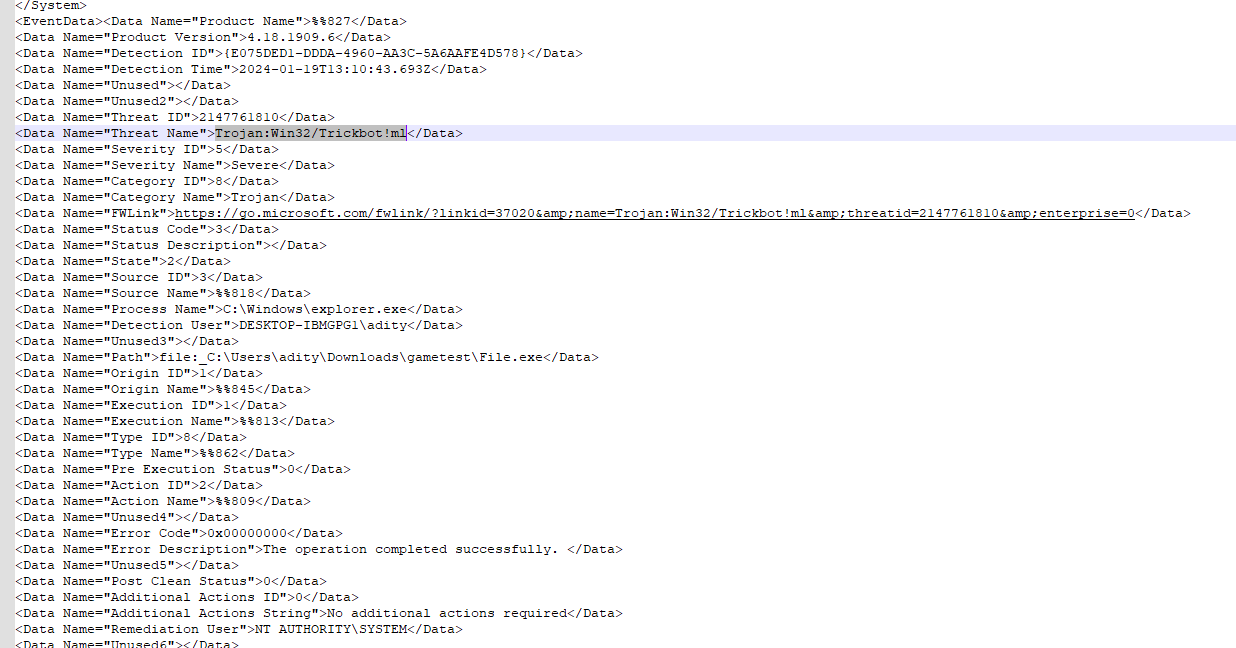 </System>
<EventData><Data Name="Product Name">%%827</Data>
<Data Name="Product Version">4.18.1909.6</Data>
<Data Name="Detection ID">{E075DED1-DDDA-4960-AA3C-5A6AAFE4D578}</Data>
<Data Name="Detection Time">2024-01-19T13:10:43.693Z</Data>
<Data Name="Unused"></Data>
<Data Name="Unused2"></Data>
<Data Name="Threat ID">2147761810</Data>
<Data Name="Threat Name">Trojan:Win32/Trickbot!ml</Data>
<Data Name="Severity ID">5</Data>
<Data Name="Severity Name">Severe</Data>
<Data Name="Category ID">8</Data>
<Data Name="Category Name">Trojan</Data>
<Data Name="FWLink">https://go.microsoft.com/fwlink/?linkid=37020&amp;name=Trojan:Win32/Trickbot!ml&amp;threatid=2147761810&amp;enterprise=0</Data>
<Data Name="Status Code">3</Data>
<Data Name="Status Description"></Data>
<Data Name="State">2</Data>
<Data Name="Source ID">3</Data>
<Data Name="Source Name">%%818</Data>
<Data Name="Process Name">C:\Windows\explorer.exe</Data>
<Data Name="Detection User">DESKTOP-IBMGPG1\adity</Data>
<Data Name="Unused3"></Data>
<Data Name="Path">file:_C:\Users\adity\Downloads\gametest\File.exe</Data>
<Data Name="Origin ID">1</Data>
<Data Name="Origin Name">%%845</Data>
<Data Name="Execution ID">1</Data>
<Data Name="Execution Name">%%813</Data>
<Data Name="Type ID">8</Data>
<Data Name="Type Name">%%862</Data>
<Data Name="Pre Execution Status">0</Data>
<Data Name="Action ID">2</Data>
<Data Name="Action Name">%%809</Data>
<Data Name="Unused4"></Data>
<Data Name="Error Code">0x00000000</Data>
<Data Name="Error Description">The operation completed successfully. </Data>
<Data Name="Unused5"></Data>
<Data Name="Post Clean Status">0</Data>
<Data Name="Additional Actions ID">0</Data>
<Data Name="Additional Actions String">No additional actions required</Data>
<Data Name="Remediation User">NT AUTHORITY\SYSTEM</Data>
<Data Name="Unused6"></Data>